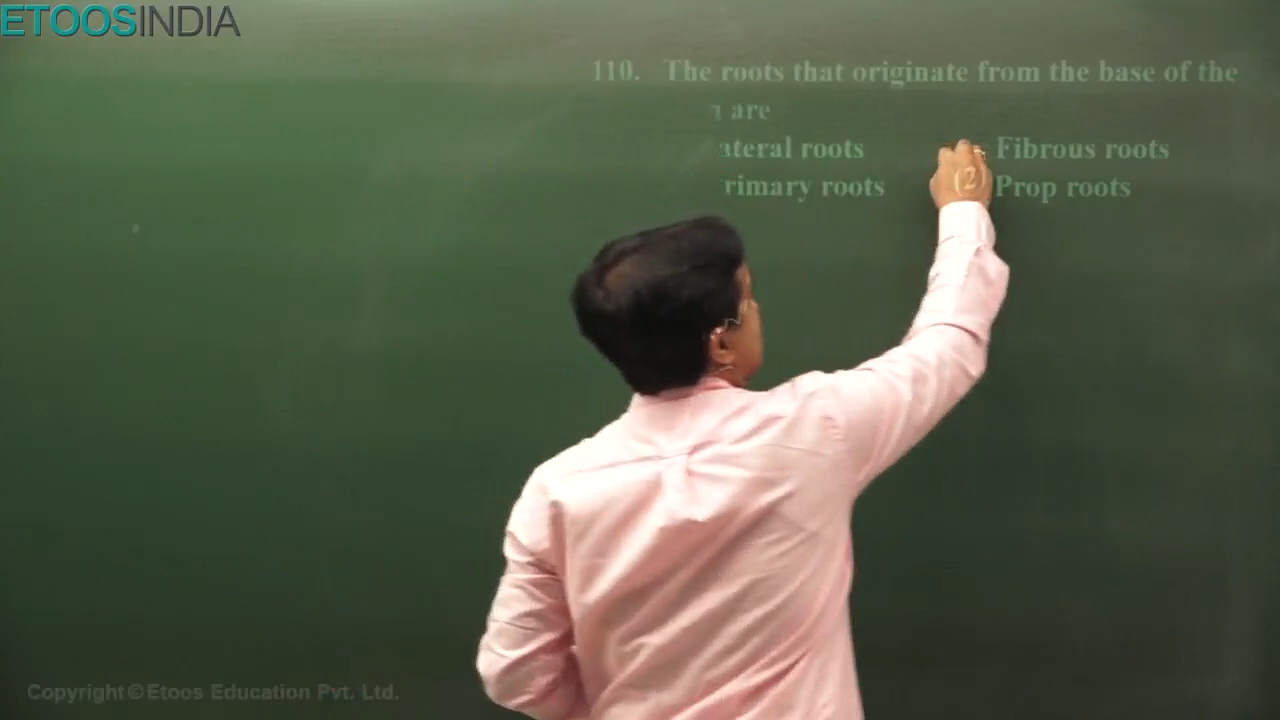 ETOOSINDIA
110. The roots that originate from the base of the
are
ateral roots Fibrous roots
rimary roots (2) Prop roots
Copyright © Etoos Education Pvt. Ltd.